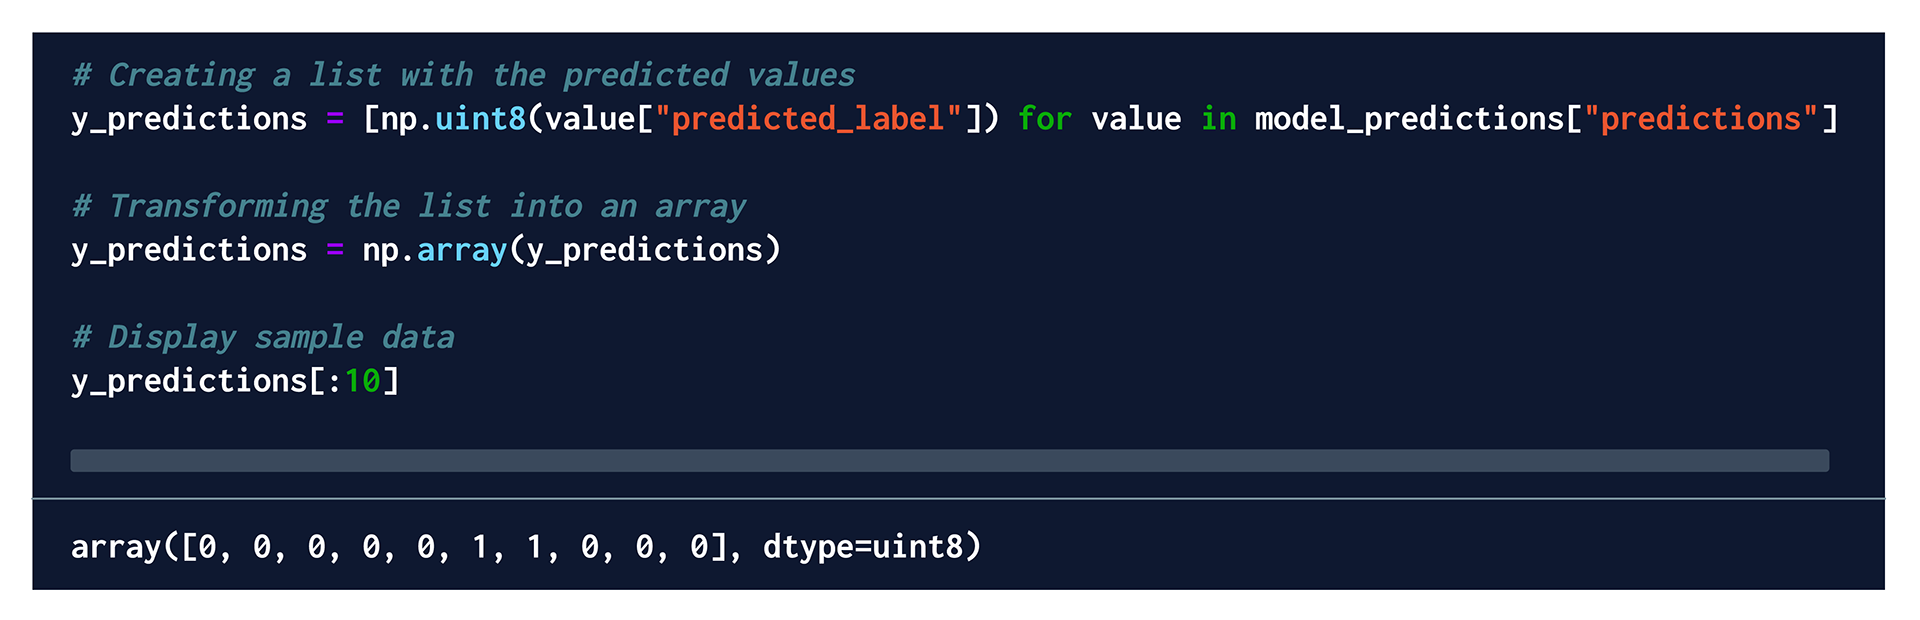 # Creating a list with the predicted values
y_predictions = [np.uint8(value["predicted_label"]) for value in model_predictions["predictions"]
# Transforming the list into an array
y_predictions = np.array(y_predictions)
# Display sample data
y_predictions[:10]
array([0, 0, 0, 0, 0, 1, 1, 0, 0, 0], dtype=uint8)